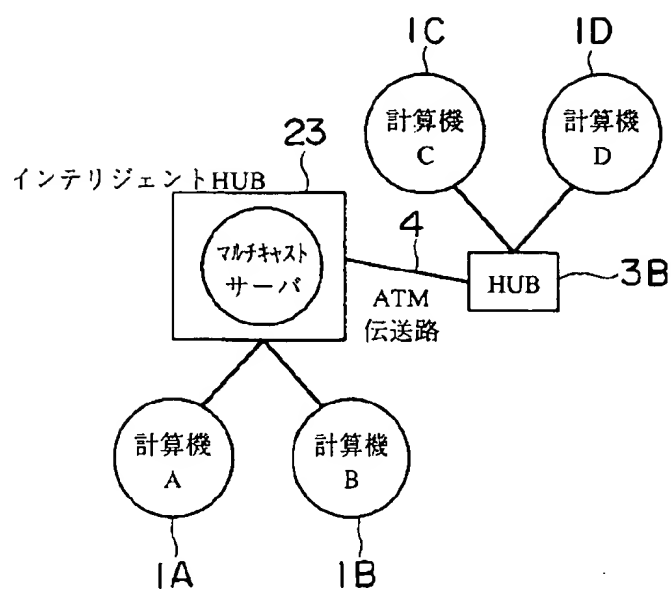 1C
1D
計算機
C
計算機
D
23
インテリジェントHUB
マルチキャスト
サーバ
4
ATM
伝送路
HUB
3B
計算機
A
計算機
B
1A
1B